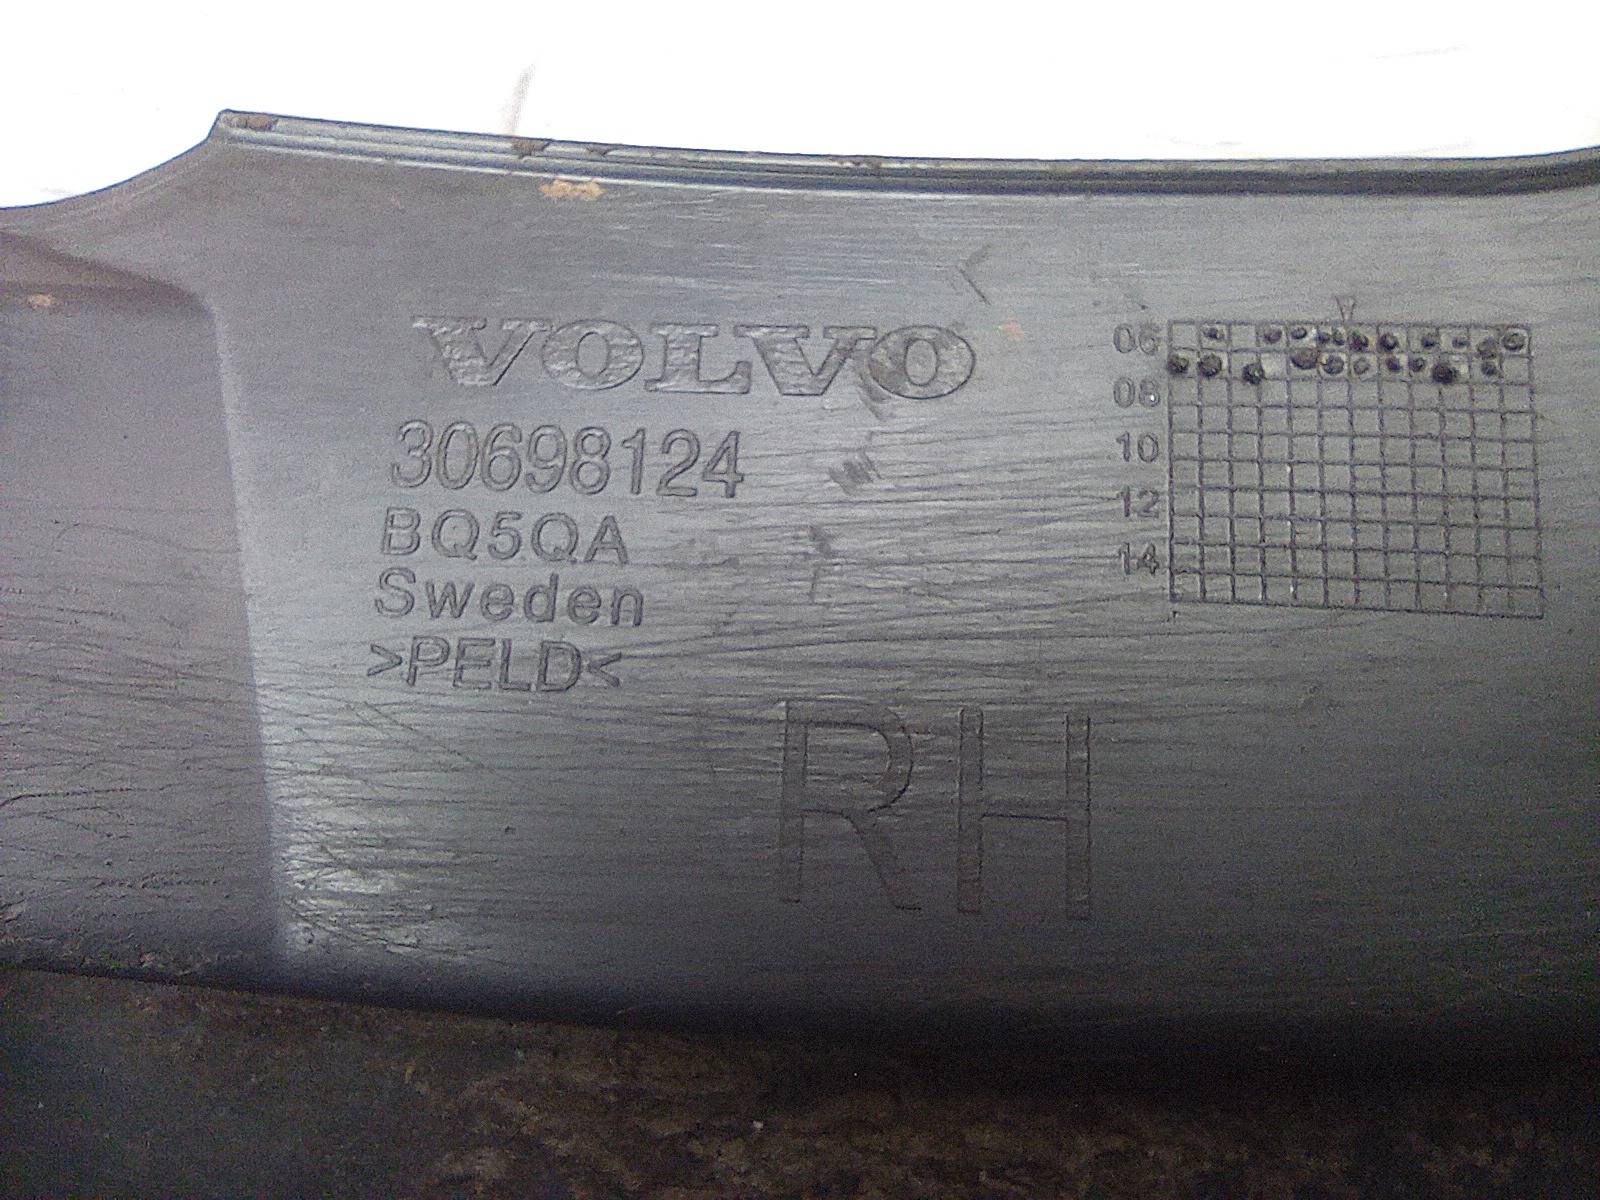 VOLVO
30698124
BQ5QA
Sweden
>PELD<
RH
06
08
10
12
14